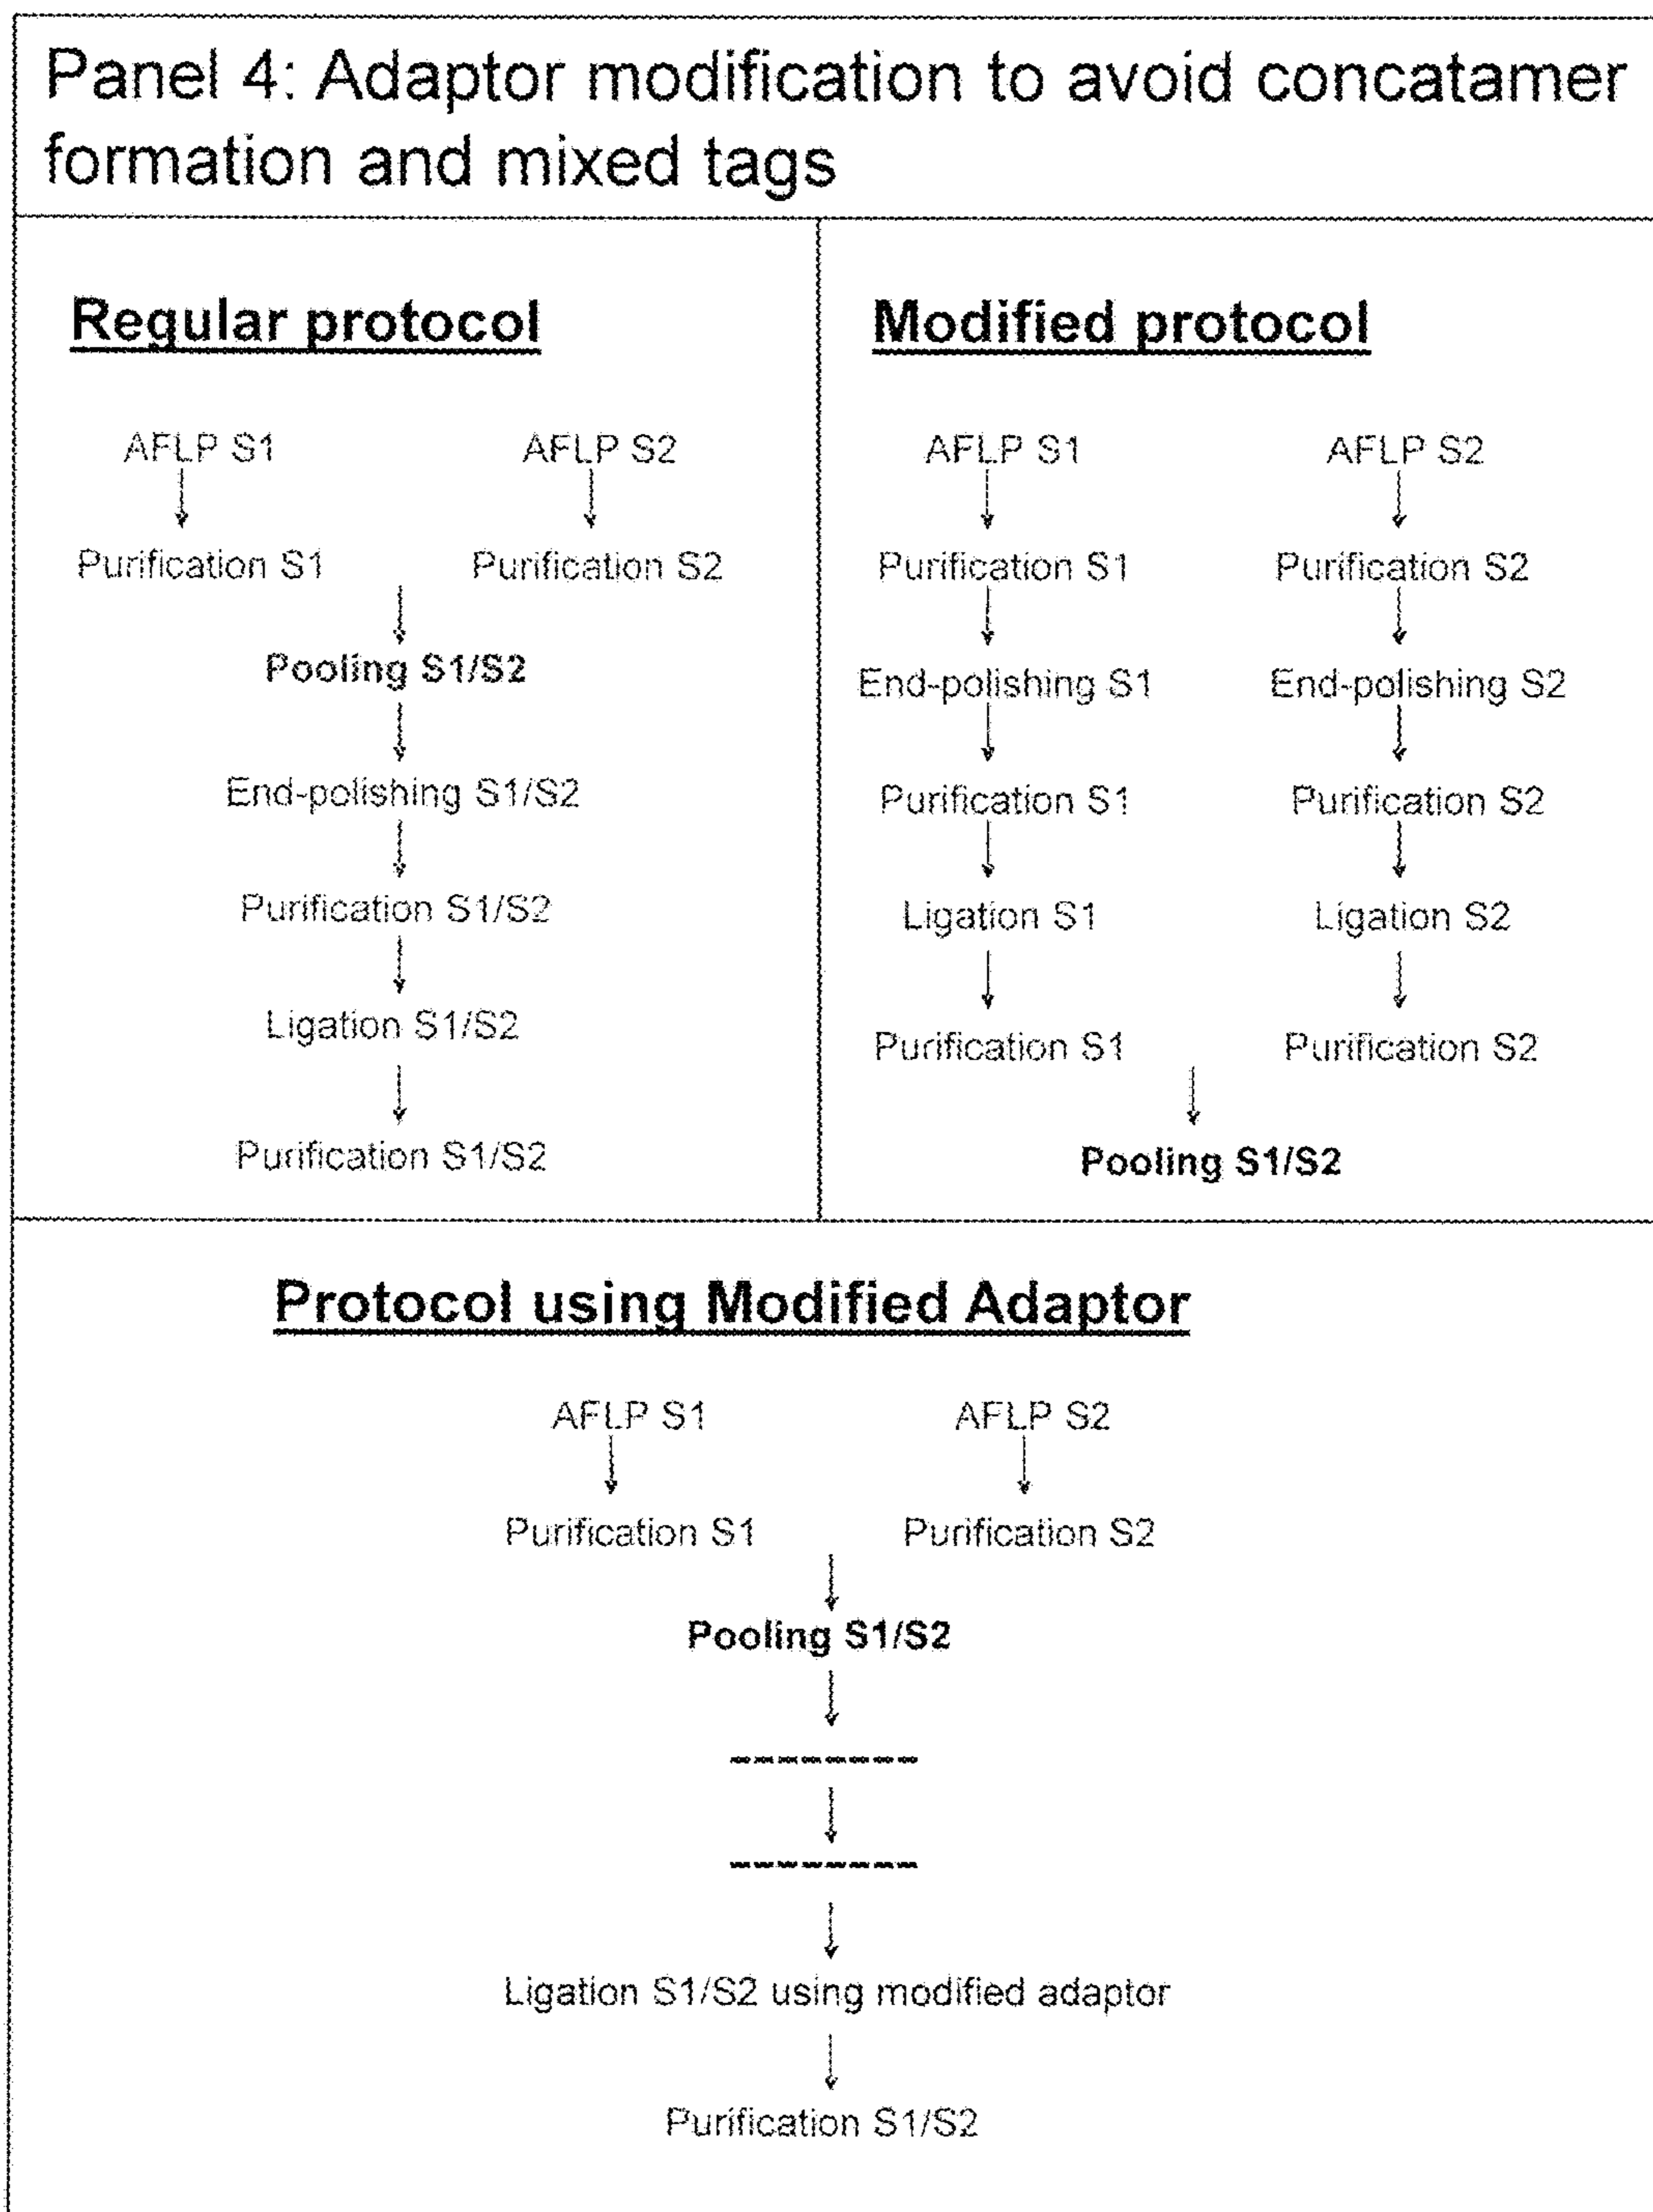 Panel 4: Adaptor modification to avoid concatamer
formation and mixed tags
Regular protocol
AFLP S1 AFLP S2
Purification S1 Purification S2
Pooling S1/S2
End-polishing S1/S2
Purification S1/S2
Ligation S1/S2
Purification S1/S2
Modified protocol
AFLP S1 AFLP S2
Purification S1 Purification S2
End-polishing S1 End-polishing S2
Purification S1 Purification S2
Ligation S1 Ligation S2
Purification S1 Purification S2
Pooling S1/S2
Protocol using Modified Adaptor
AFLP S1 AFLP S2
Purification S1 Purification S2
Pooling S1/S2
--------
--------
Ligation S1/S2 using modified adaptor
Purification S1/S2